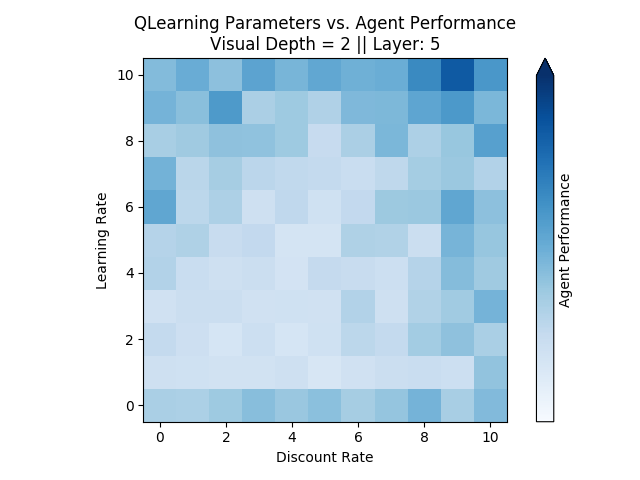 QLearning Parameters vs. Agent Performance
Visual Depth = 2 || Layer: 5
10
8
6
4
2
0
Learning Rate
0 2 4 6 8 10
Discount Rate
Agent Performance